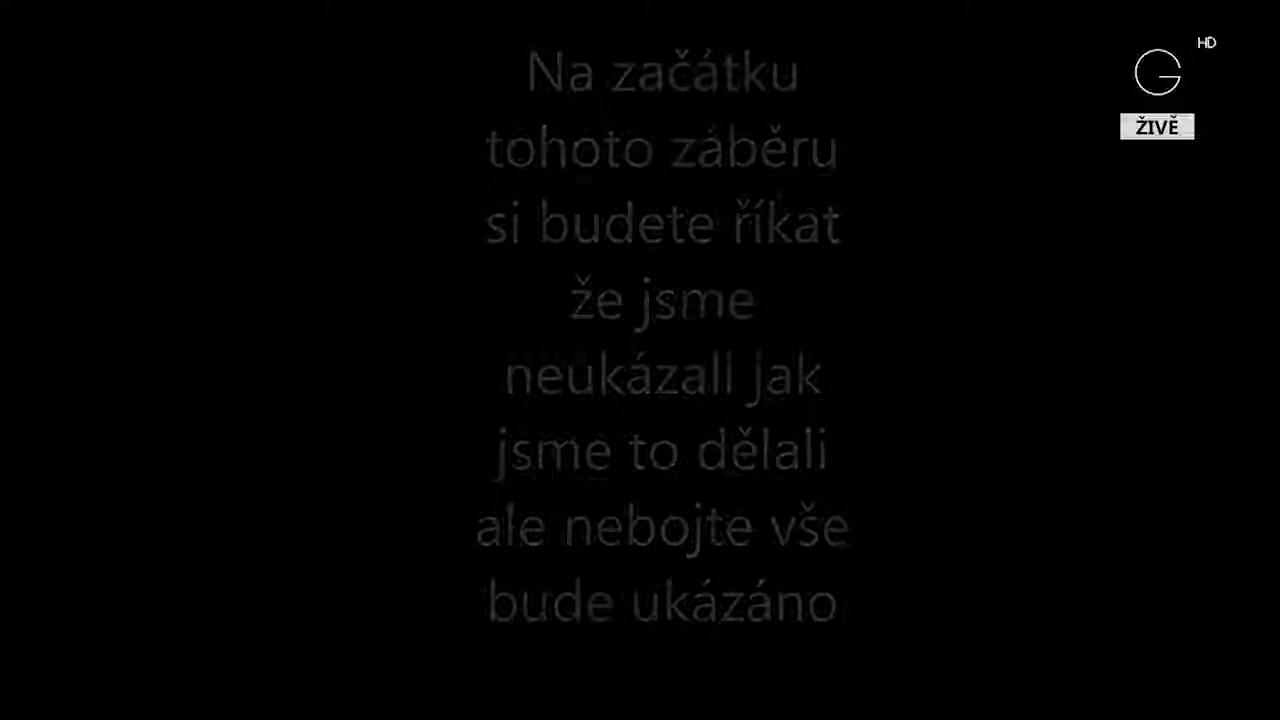 HD
G
ŽIVĚ
Na začátku
tohoto záběru
si budete říkat
že jsme
neukázali jak
jsme to dělali
ale nebojte vše
bude ukázáno